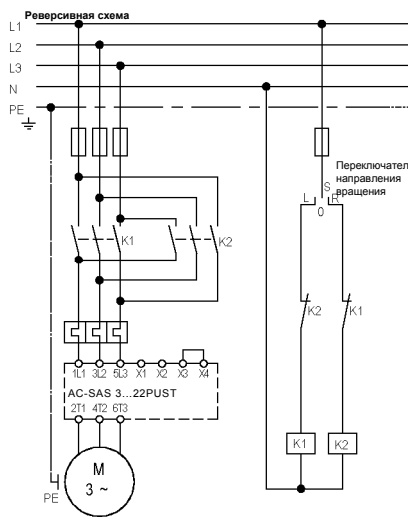 Реверсивная схема
L1
L2
L3
N
PE
Переключател
направления
вращения
S
L R
0
K1 K2
K2 K1
1L1 3L2 5L3 X1 X2 X3 X4
AC-SAS 3...22PUST
2T1 4T2 6T3
K1 K2
M
3 ~
PE